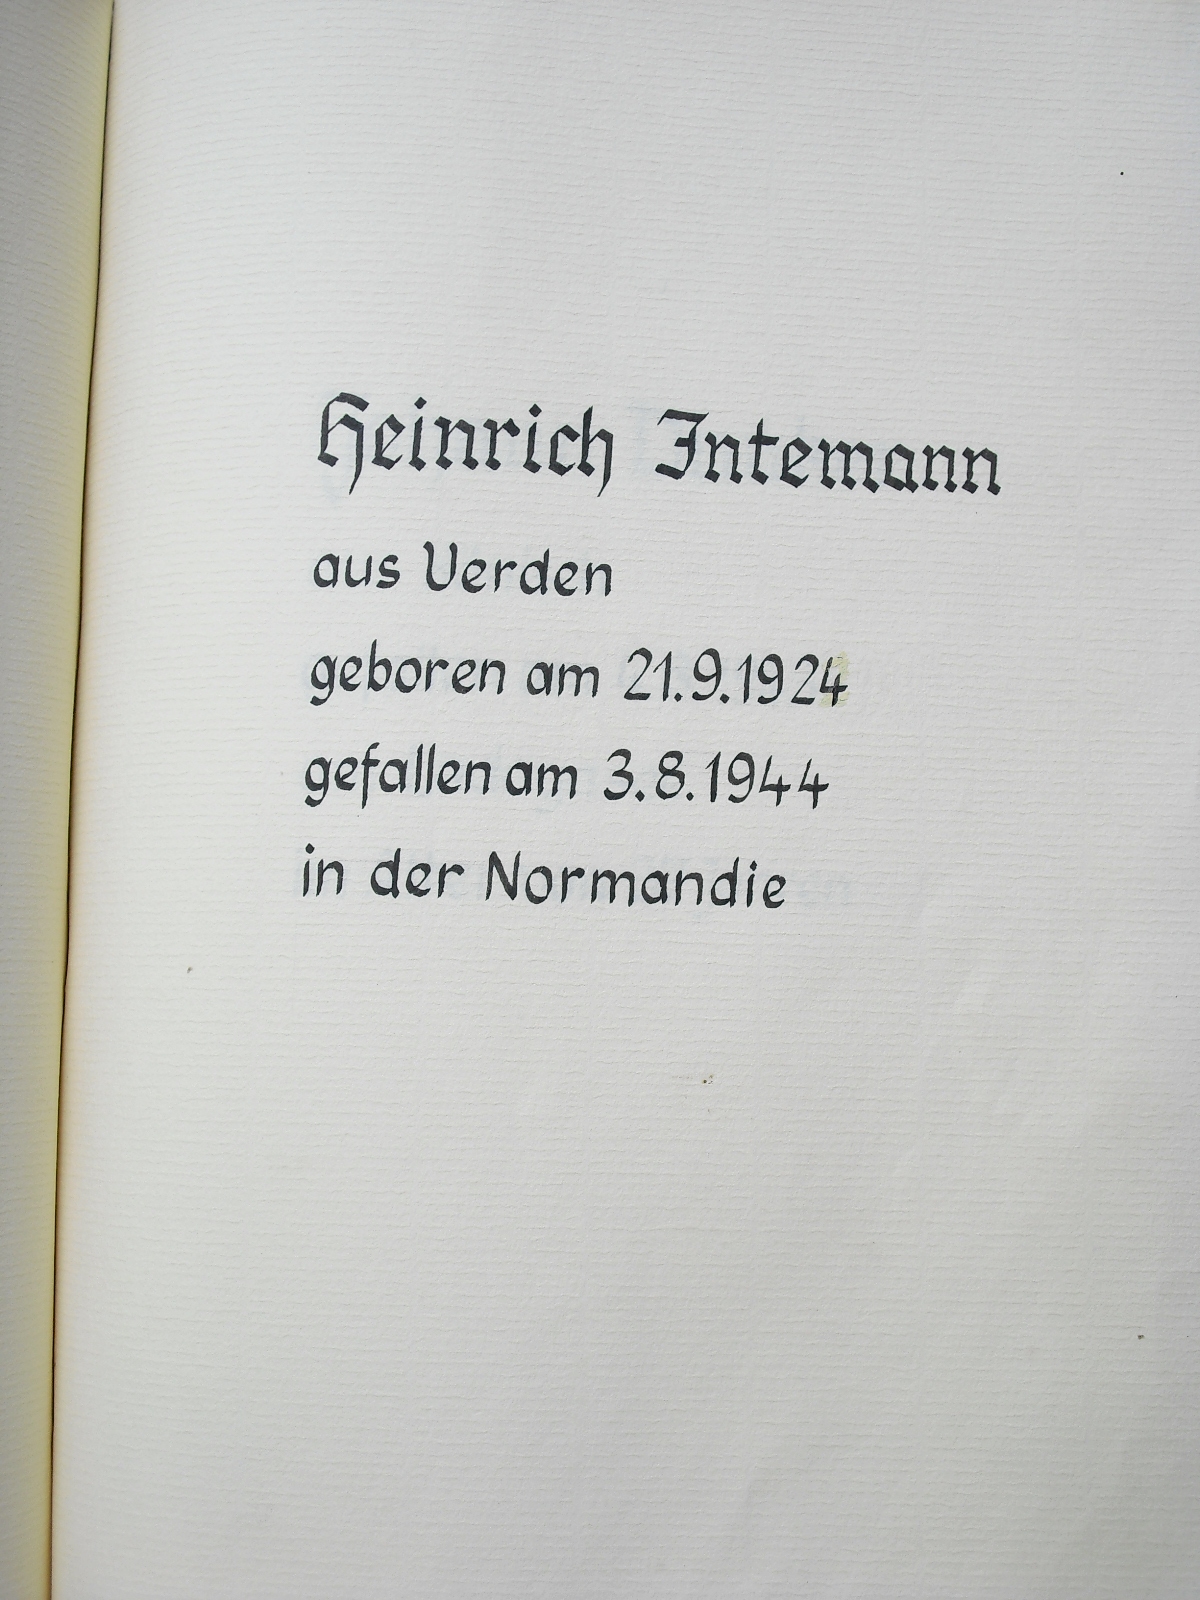 Heinrich Intemann
aus Verden
geboren am 21.9.1924
gefallen am 3.8.1944
in der Normandie